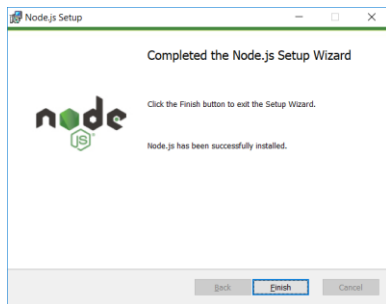 Node.js Setup
Completed the Node.js Setup Wizard
Click the Finish button to exit the Setup Wizard.
node
JS
Node.js has been successfully installed.
Back Finish Cancel